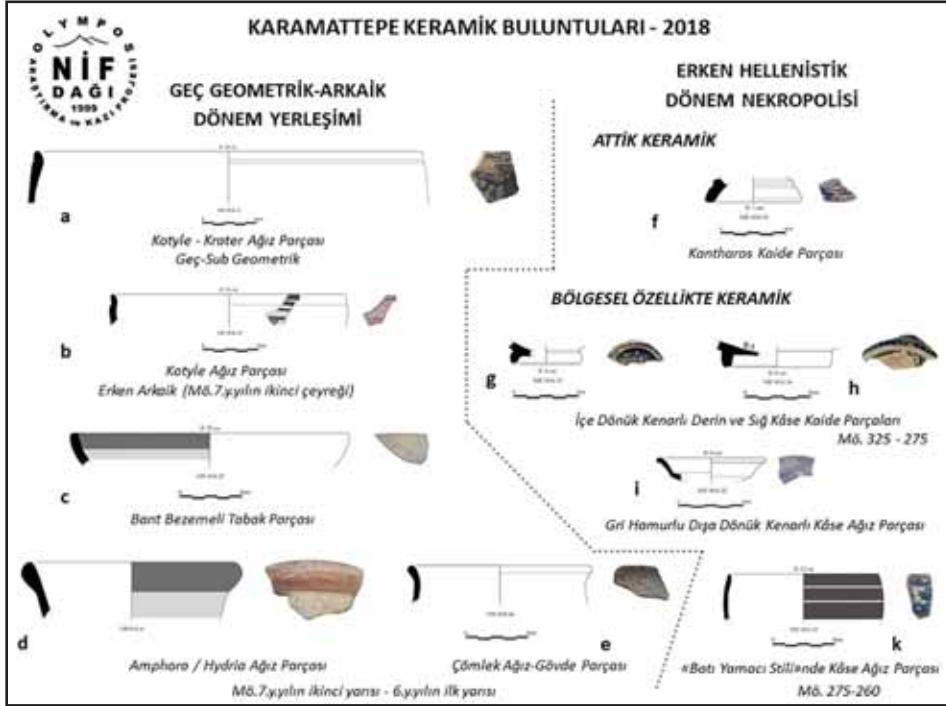 KARAMATTEPE KERAMİK BULUNTULARI - 2018
OLYMPOS
NİF
DAĞI
1999
ARAŞTIRMA ve KAZI PROJESİ
GEÇ GEOMETRİK-ARKAİK
DÖNEM YERLEŞİMİ
a
Kotyle - Krater Ağız Parçası
Geç-Sub Geometrik
b
Kotyle Ağız Parçası
Erken Arkaik (Mö.7.y.yılın ikinci çeyreği)
c
Bant Bezemeli Tabak Parçası
d
Amphora / Hydria Ağız Parçası
e
Çömlek Ağız-Gövde Parçası
Mö.7.y.yılın ikinci yarısı - 6.y.yılın ilk yarısı
ERKEN HELLENİSTİK
DÖNEM NEKROPOLİSİ
ATTİK KERAMİK
f
Kantharos Kaide Parçası
BÖLGESEL ÖZELLİKTE KERAMİK
g
h
İçe Dönük Kenarlı Derin ve Sığ Kâse Kaide Parçaları
Mö. 325 - 275
i
Gri Hamurlu Dışa Dönük Kenarlı Kâse Ağız Parçası
k
«Batı Yamacı Stili»nde Kâse Ağız Parçası
Mö. 275-260